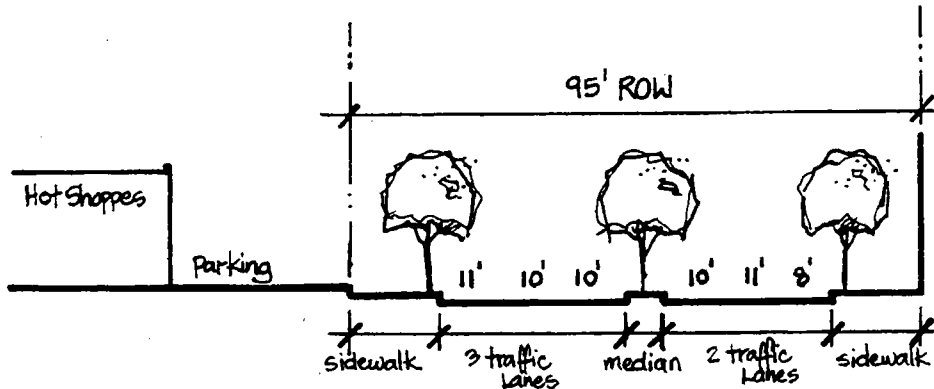 95' ROW
Hot Shoppes
Parking
11' 10' 10' 10' 11' 8'
sidewalk 3 traffic Lanes median 2 traffic Lanes sidewalk